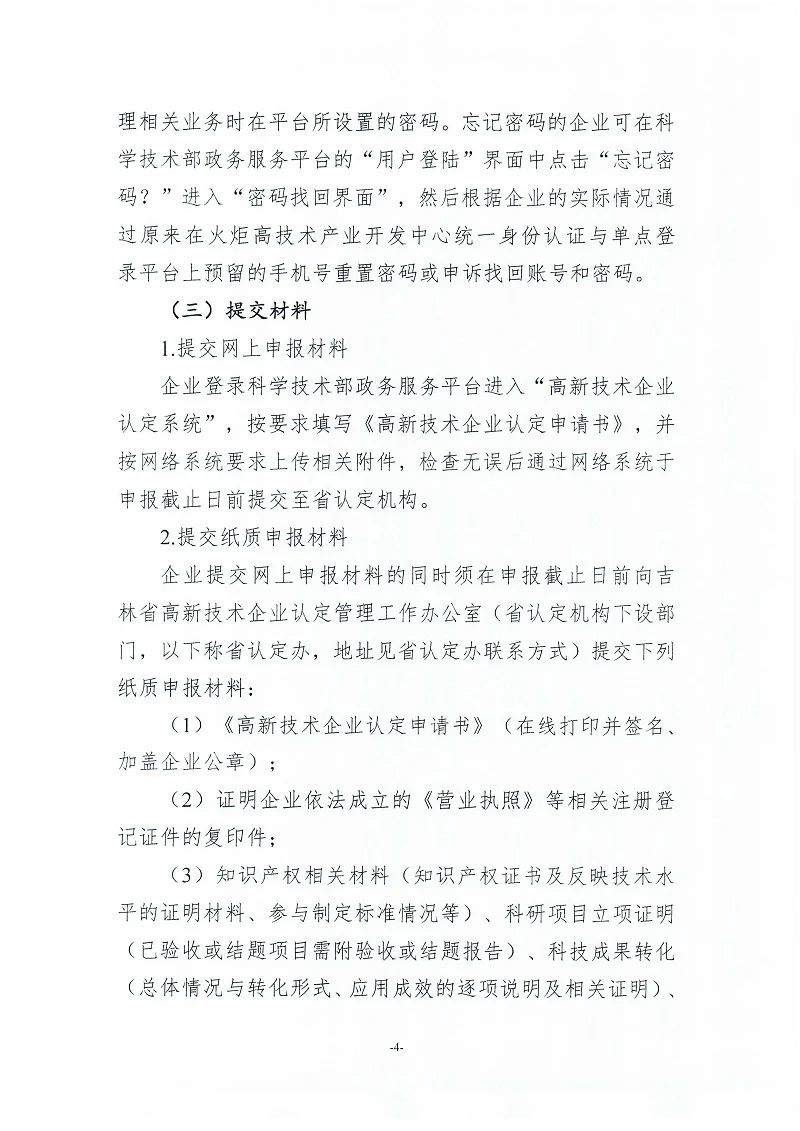 理相关业务时在平台所设置的密码。忘记密码的企业可在科
学技术部政务服务平台的“用户登陆”界面中点击“忘记密
码？”进入“密码找回界面”，然后根据企业的实际情况通
过原来在火炬高技术产业开发中心统一身份认证与单点登
录平台上预留的手机号重置密码或申诉找回账号和密码。
（三）提交材料
1.提交网上申报材料
企业登录科学技术部政务服务平台进入“高新技术企业
认定系统”，按要求填写《高新技术企业认定申请书》，并
按网络系统要求上传相关附件，检查无误后通过网络系统于
申报截止日前提交至省认定机构。
2.提交纸质申报材料
企业提交网上申报材料的同时须在申报截止日前向吉
林省高新技术企业认定管理工作办公室（省认定机构下设部
门，以下称省认定办，地址见省认定办联系方式）提交下列
纸质申报材料：
（1）《高新技术企业认定申请书》（在线打印并签名、
加盖企业公章）；
（2）证明企业依法成立的《营业执照》等相关注册登
记证件的复印件；
（3）知识产权相关材料（知识产权证书及反映技术水
平的证明材料、参与制定标准情况等）、科研项目立项证明
（已验收或结题项目需附验收或结题报告）、科技成果转化
（总体情况与转化形式、应用成效的逐项说明及相关证明）、
-4-